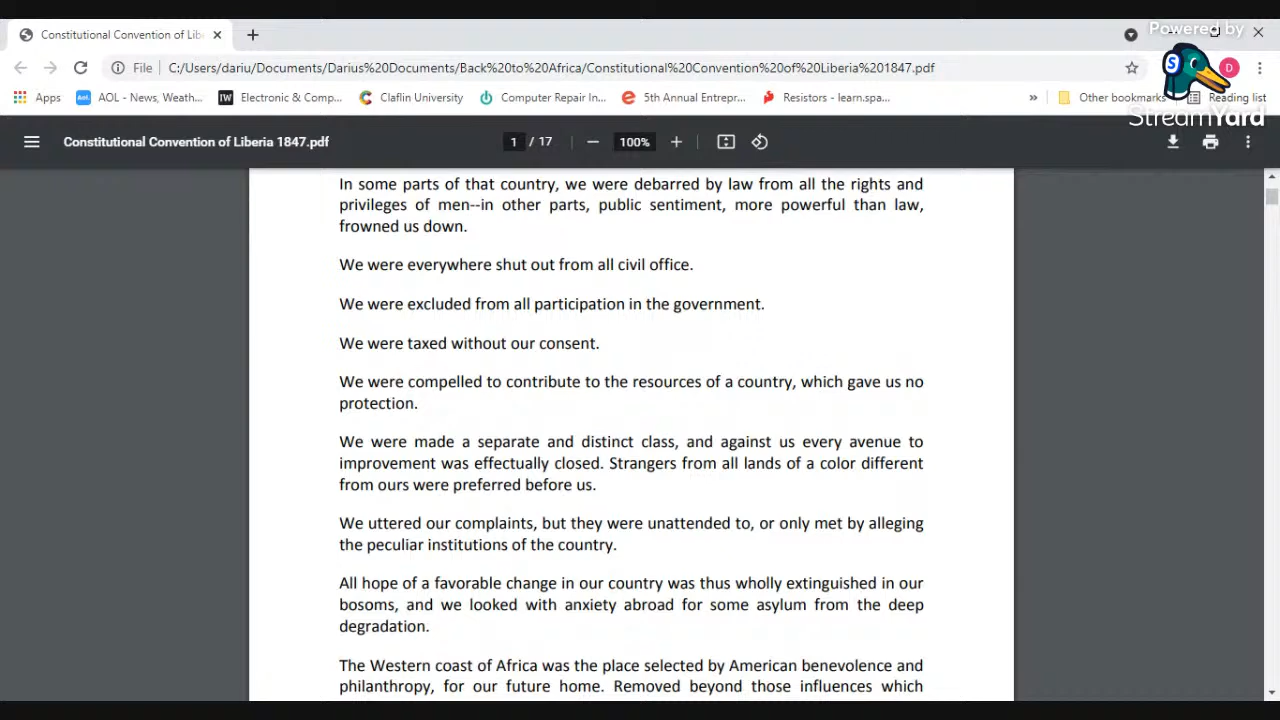 Constitutional Convention of Lib
Powered by
File
C:/Users/dariu/Documents/Darius%20Documents/Back%20to%20Africa/Constitutional%20Convention%20of%20Liberia%201847.pdf
S
D
Apps
Aol.
AOL - News, Weath...
IW
Electronic & Comp...
Claflin University
Computer Repair In...
5th Annual Entrepr...
Resistors - learn.spa...
»
Other bookmarks
Reading list
StreamYard
Constitutional Convention of Liberia 1847.pdf
1 / 17
100%
In some parts of that country, we were debarred by law from all the rights and
privileges of men--in other parts, public sentiment, more powerful than law,
frowned us down.
We were everywhere shut out from all civil office.
We were excluded from all participation in the government.
We were taxed without our consent.
We were compelled to contribute to the resources of a country, which gave us no
protection.
We were made a separate and distinct class, and against us every avenue to
improvement was effectually closed. Strangers from all lands of a color different
from ours were preferred before us.
We uttered our complaints, but they were unattended to, or only met by alleging
the peculiar institutions of the country.
All hope of a favorable change in our country was thus wholly extinguished in our
bosoms, and we looked with anxiety abroad for some asylum from the deep
degradation.
The Western coast of Africa was the place selected by American benevolence and
philanthropy, for our future home. Removed beyond those influences which